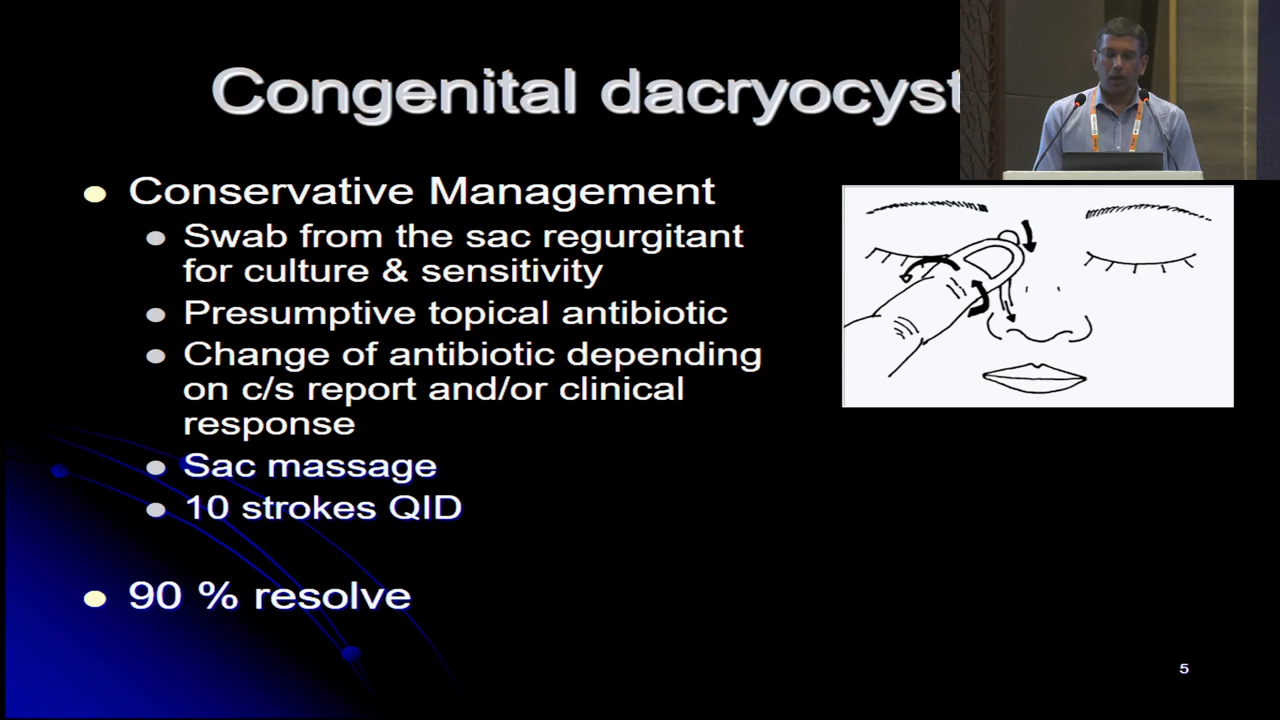 Congenital dacryocyst
Conservative Management
Swab from the sac regurgitant
for culture & sensitivity
Presumptive topical antibiotic
Change of antibiotic depending
on c/s report and/or clinical
response
Sac massage
10 strokes QID
90 % resolve
5